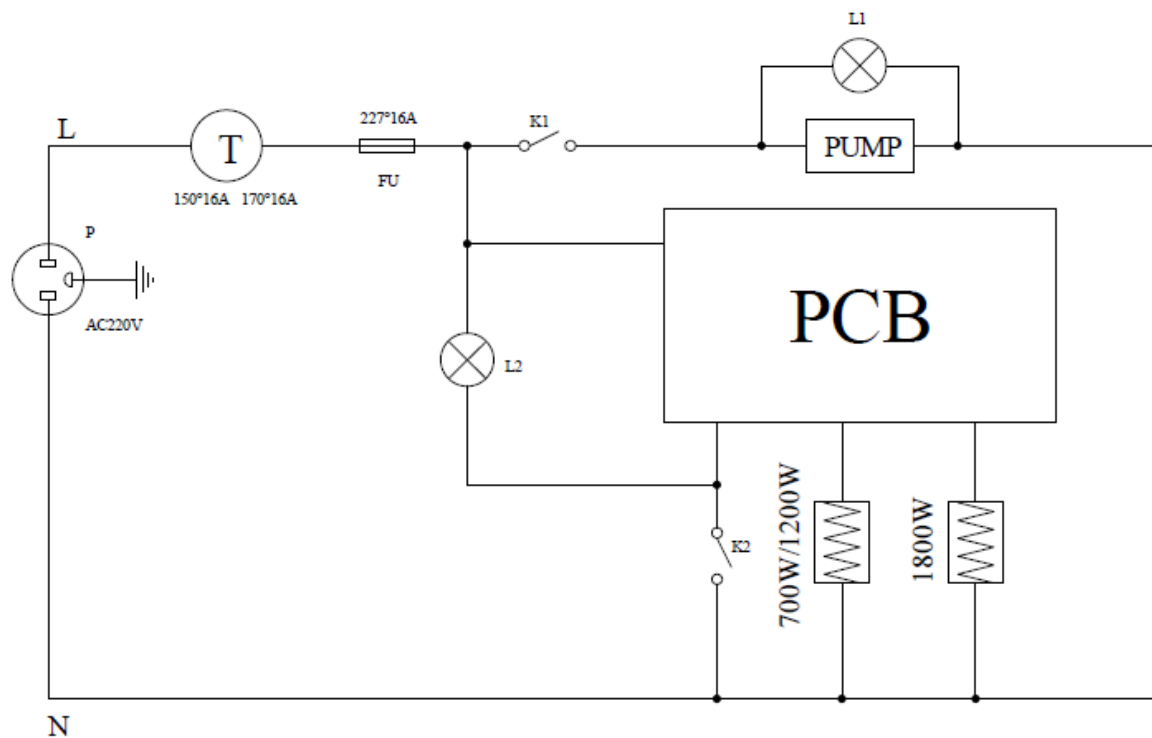 L1
K1
227°16A
L
T
PUMP
FU
150°16A 170°16A
P
PCB
AC220V
L2
700W/1200W
1800W
K2
N